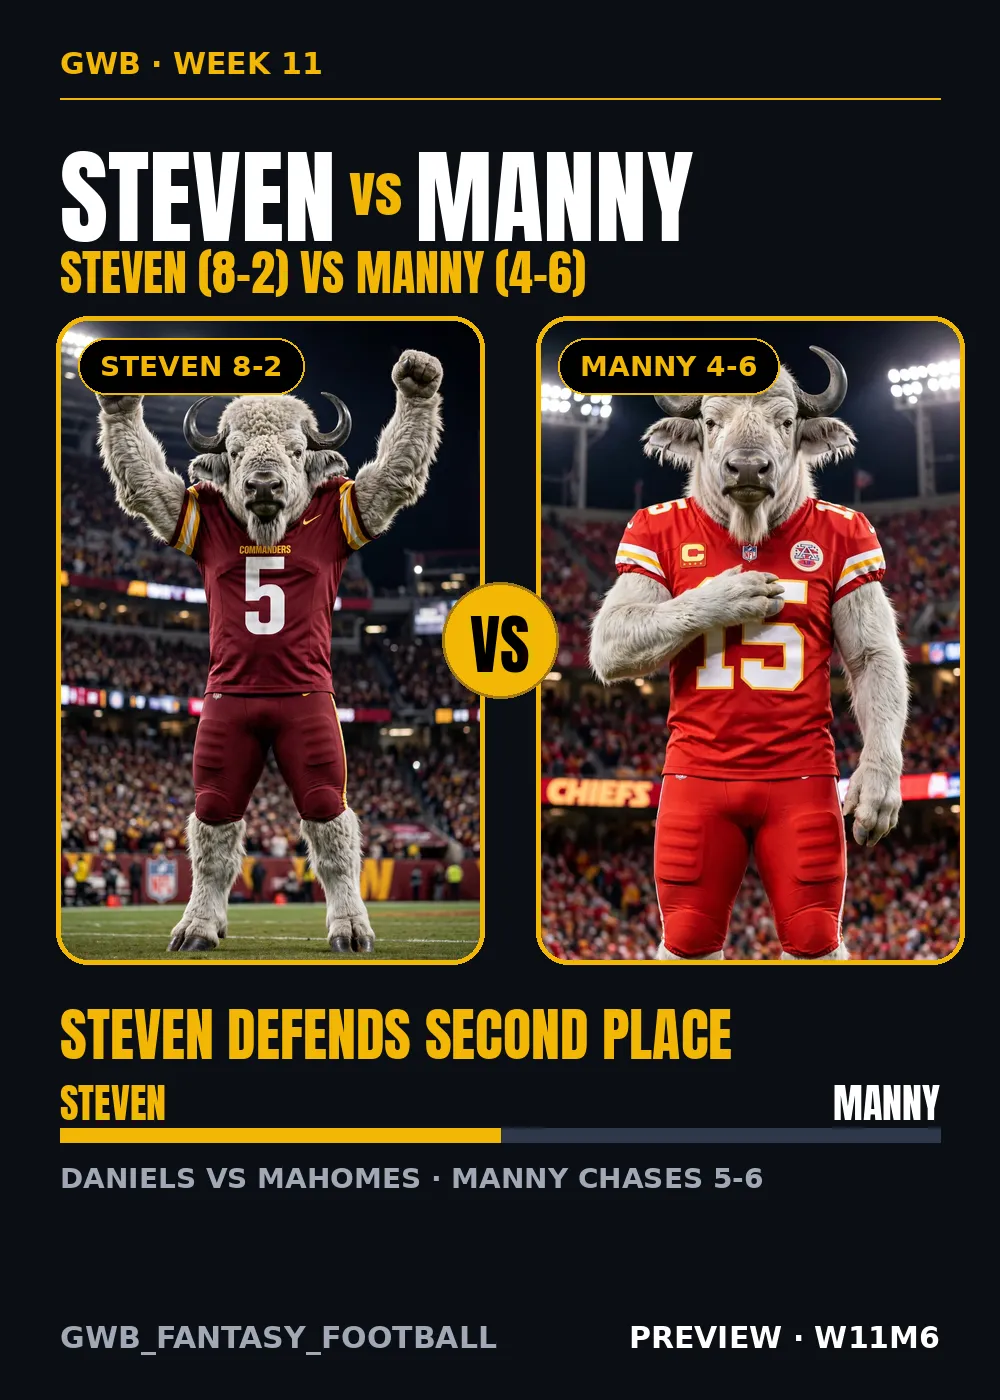 GWB · WEEK 11
STEVEN VS MANNY
STEVEN (8-2) VS MANNY (4-6)
STEVEN 8-2
MANNY 4-6
COMMANDERS
5
C
15
VS
CHIEFS
NFL
W
STEVEN DEFENDS SECOND PLACE
STEVEN
MANNY
DANIELS VS MAHOMES · MANNY CHASES 5-6
GWB_FANTASY_FOOTBALL
PREVIEW · W11M6